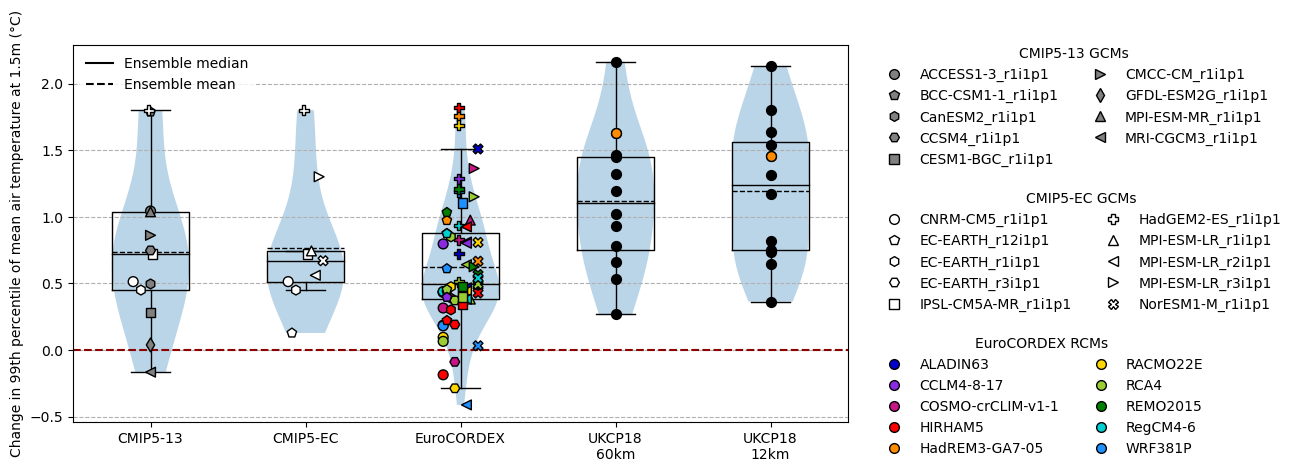 Change in 99th percentile of mean air temperature at 1.5m (°C)
2.0
1.5
1.0
0.5
0.0
−0.5
Ensemble median
Ensemble mean
CMIP5-13
CMIP5-EC
EuroCORDEX
UKCP18
60km
UKCP18
12km
CMIP5-13 GCMs
ACCESS1-3_r1i1p1
BCC-CSM1-1_r1i1p1
CanESM2_r1i1p1
CCSM4_r1i1p1
CESM1-BGC_r1i1p1
CMCC-CM_r1i1p1
GFDL-ESM2G_r1i1p1
MPI-ESM-MR_r1i1p1
MRI-CGCM3_r1i1p1
CMIP5-EC GCMs
CNRM-CM5_r1i1p1
EC-EARTH_r12i1p1
EC-EARTH_r1i1p1
EC-EARTH_r3i1p1
IPSL-CM5A-MR_r1i1p1
HadGEM2-ES_r1i1p1
MPI-ESM-LR_r1i1p1
MPI-ESM-LR_r2i1p1
MPI-ESM-LR_r3i1p1
NorESM1-M_r1i1p1
EuroCORDEX RCMs
ALADIN63
CCLM4-8-17
COSMO-crCLIM-v1-1
HIRHAM5
HadREM3-GA7-05
RACMO22E
RCA4
REMO2015
RegCM4-6
WRF381P